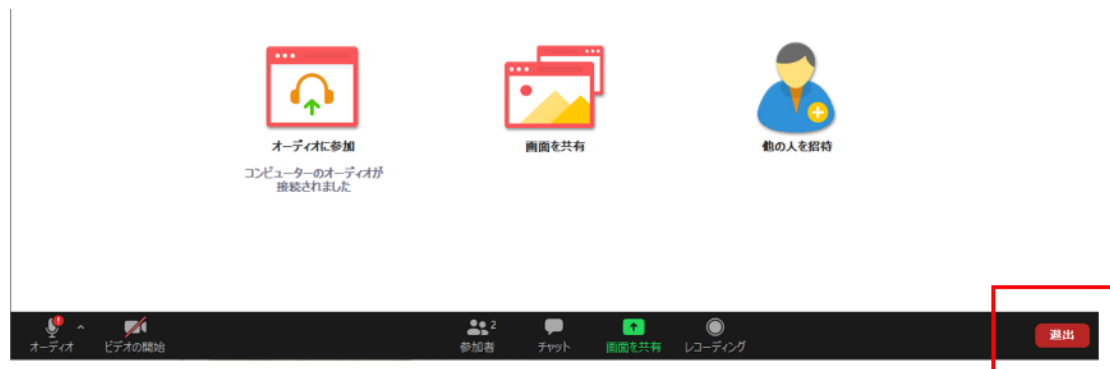 オーディオに参加
画面を共有
他の人を招待
コンピューターのオーディオが
接続されました
2
オーディオ
ビデオの開始
参加者
チャット
画面を共有
レコーディング
退出